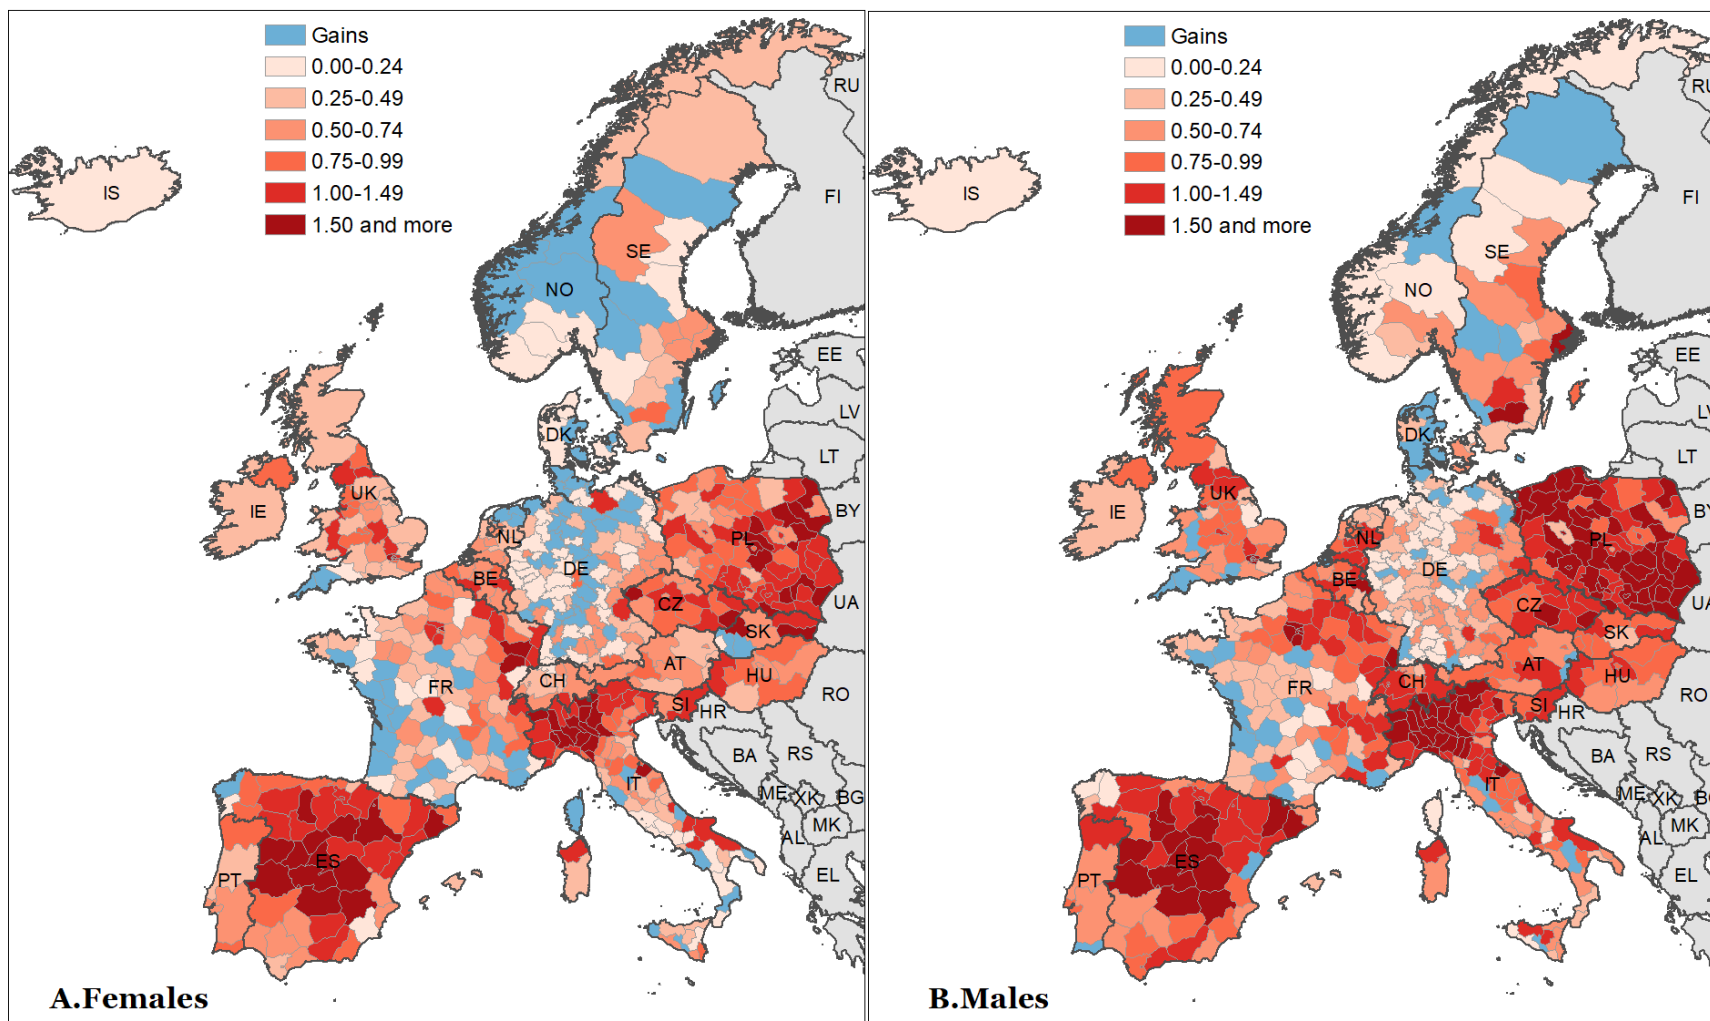 Gains
0.00-0.24
0.25-0.49
0.50-0.74
0.75-0.99
1.00-1.49
1.50 and more
RU
IS
FI
SE
NO
EE
LV
DK
LT
UK
IE
BY
NL
PL
DE
BE
UA
CZ
SK
AT
HU
CH
FR
SI
HR
RO
BA
RS
IT
ME
XK
BG
MK
AL
ES
PT
EL
A.Females
Gains
0.00-0.24
0.25-0.49
0.50-0.74
0.75-0.99
1.00-1.49
1.50 and more
RU
IS
FI
SE
NO
EE
LV
DK
LT
UK
IE
BY
NL
PL
DE
BE
UA
CZ
SK
AT
HU
CH
FR
SI
HR
RO
BA
RS
IT
ME
XK
BG
MK
AL
ES
PT
EL
B.Males